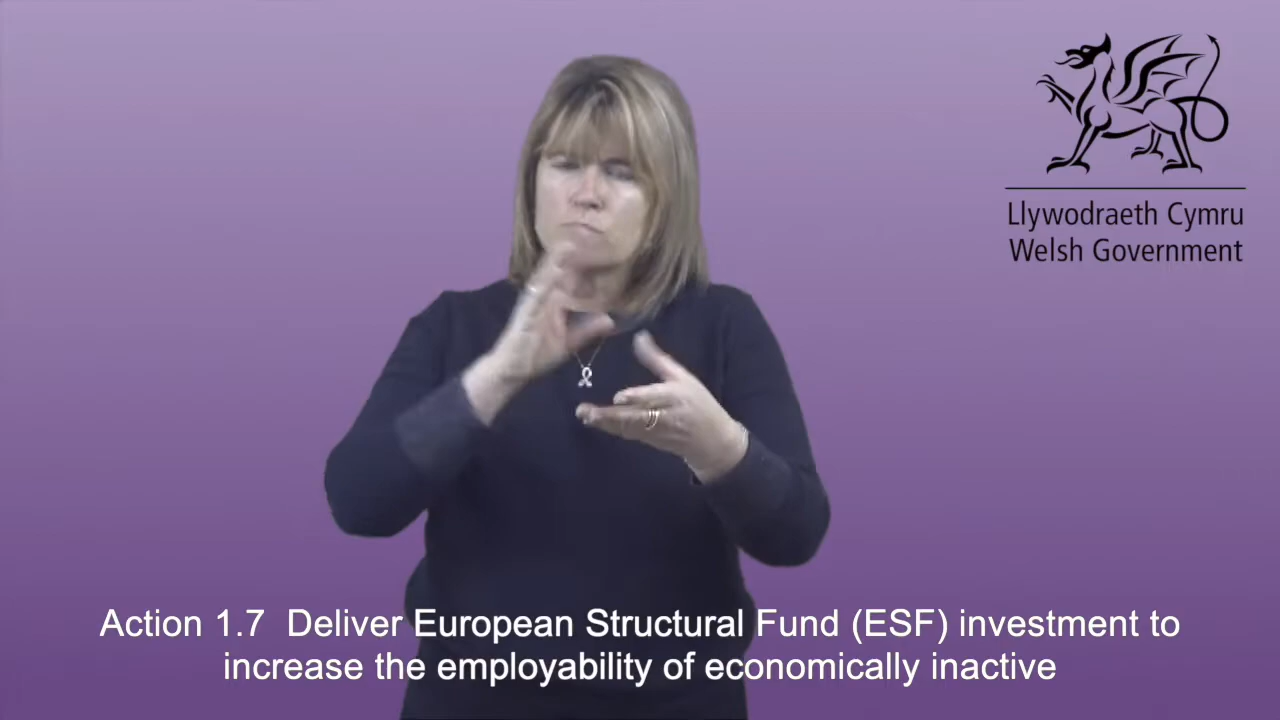 Llywodraeth Cymru
Welsh Government
Action 1.7  Deliver European Structural Fund (ESF) investment to
increase the employability of economically inactive